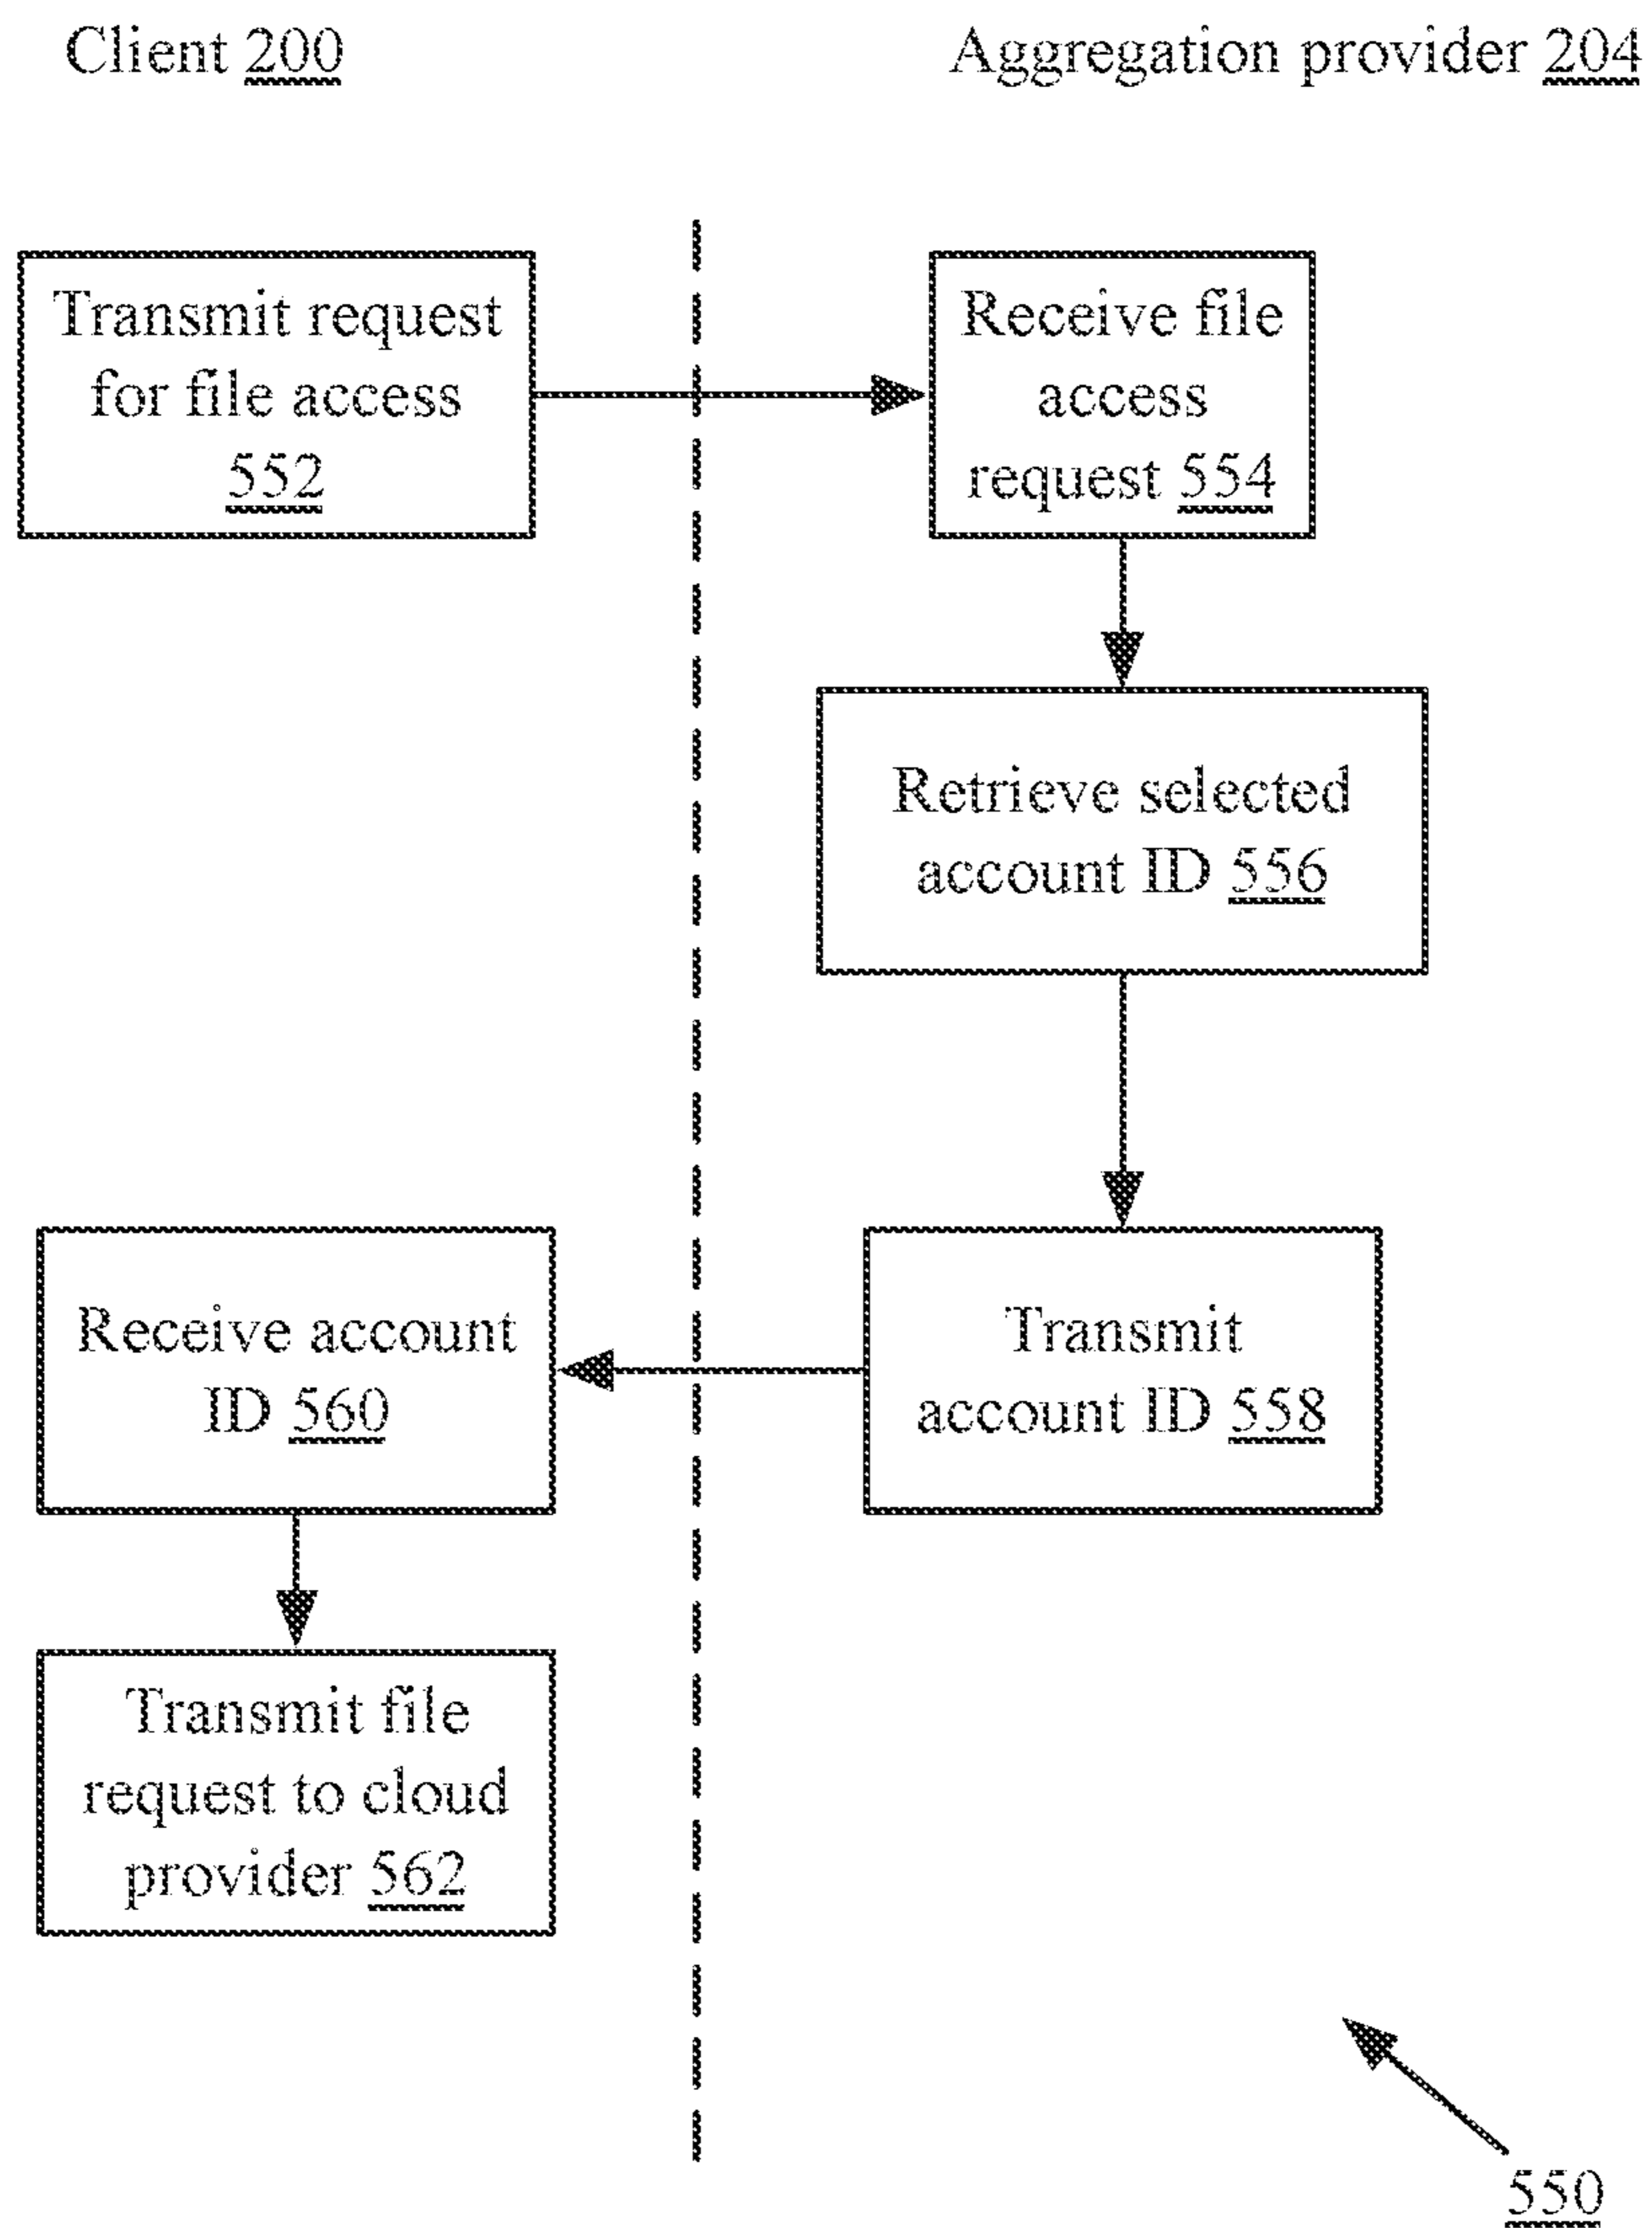 Client 200
Aggregation provider 204
Transmit request
for file access
552
Receive file
access
request 554
Retrieve selected
account ID 556
Transmit
account ID 558
Receive account
ID 560
Transmit file
request to cloud
provider 562
550